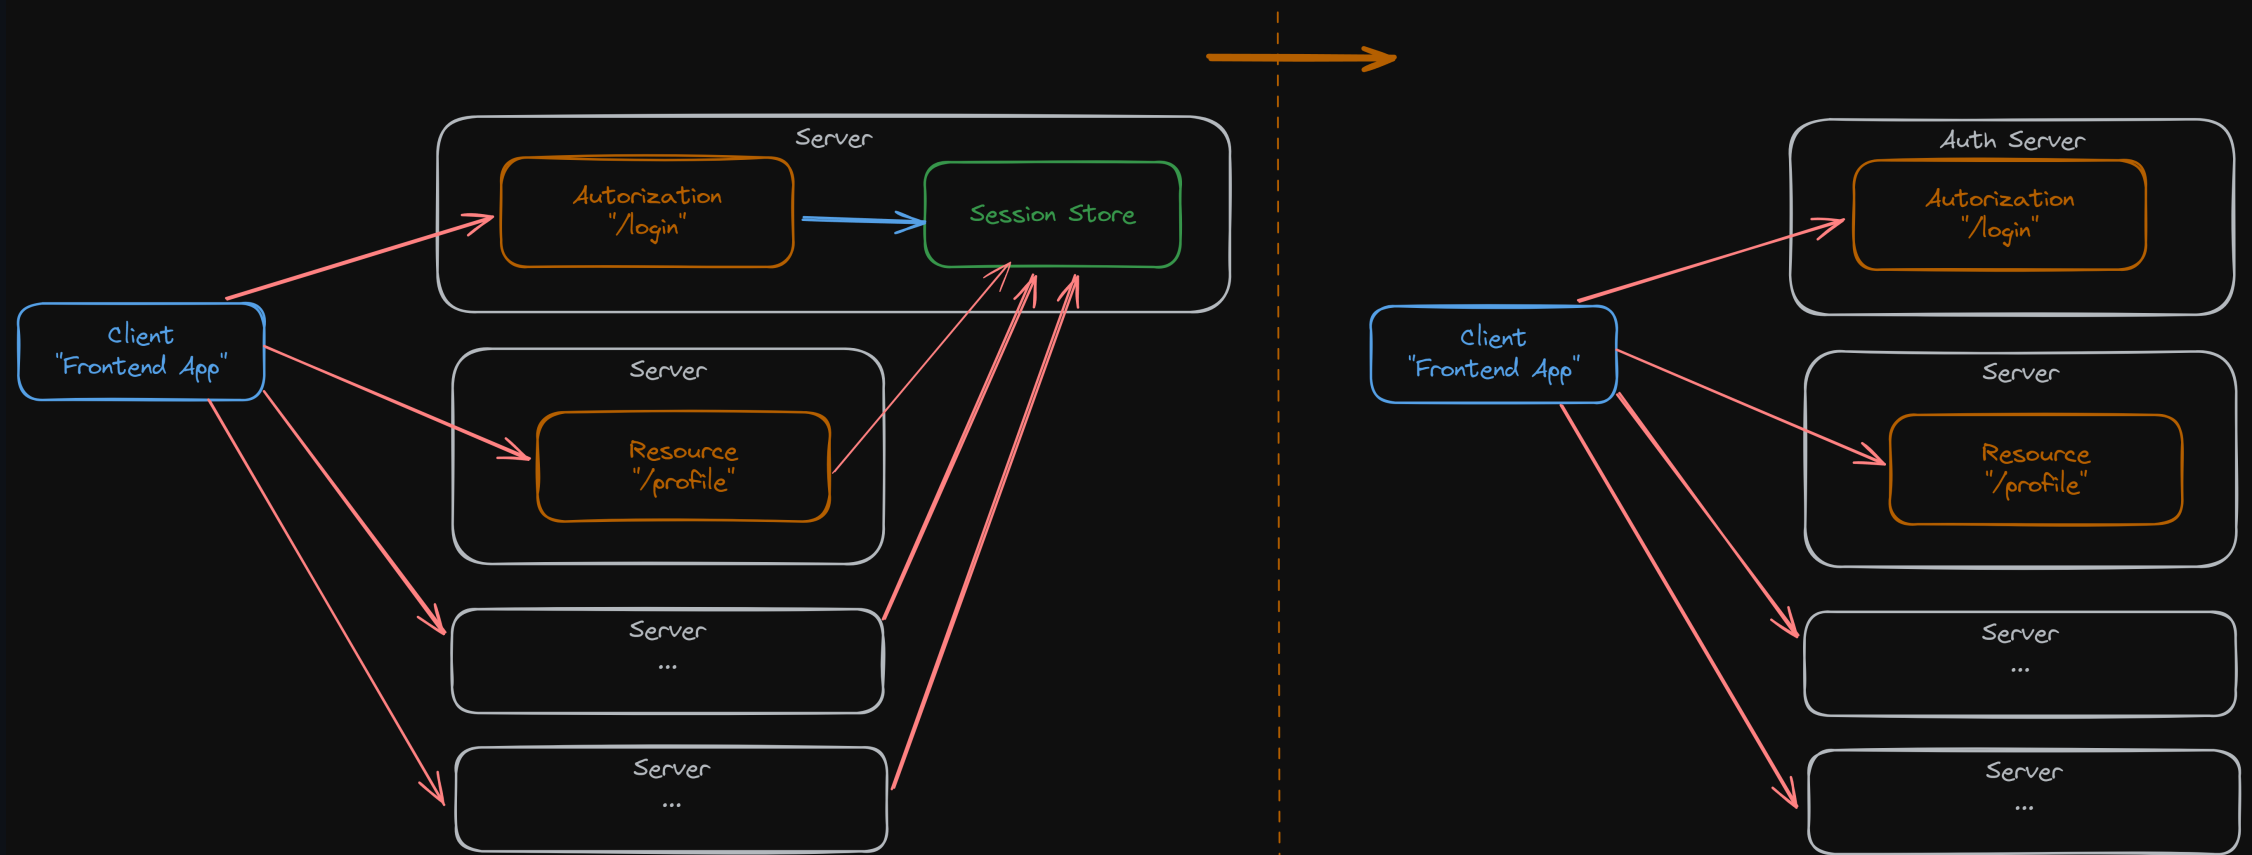 Server
Autorization
"/login"
Session Store
Client
"Frontend App"
Server
Resource
"/profile"
Server
...
Server
...
Auth Server
Autorization
"/login"
Client
"Frontend App"
Server
Resource
"/profile"
Server
...
Server
...